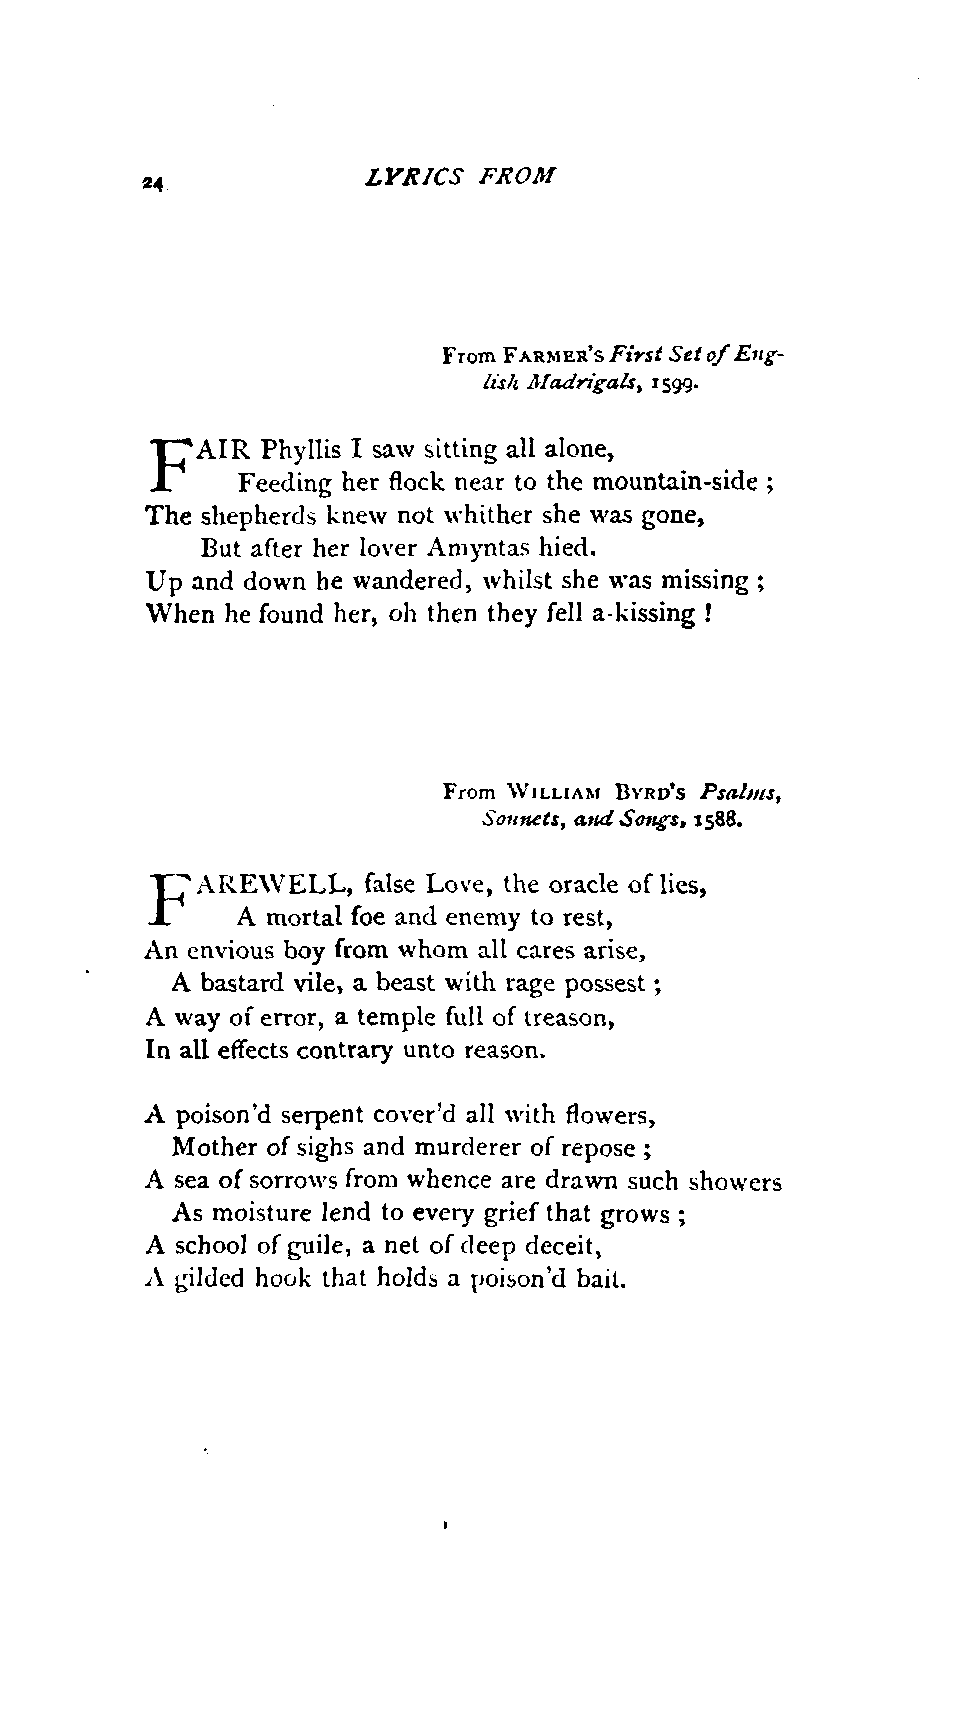 24 LYRICS FROM
From FARMER'S First Set of Eng-
lish Madrigals, 1599.
FAIR Phyllis I saw sitting all alone,
Feeding her flock near to the mountain-side ;
The shepherds knew not whither she was gone,
But after her lover Amyntas hied.
Up and down he wandered, whilst she was missing ;
When he found her, oh then they fell a-kissing !
From WILLIAM BYRD'S Psalms,
Sonnets, and Songs, 1588.
FAREWELL, false Love, the oracle of lies,
A mortal foe and enemy to rest,
An envious boy from whom all cares arise,
A bastard vile, a beast with rage possest ;
A way of error, a temple full of treason,
In all effects contrary unto reason.
A poison'd serpent cover'd all with flowers,
Mother of sighs and murderer of repose ;
A sea of sorrows from whence are drawn such showers
As moisture lend to every grief that grows ;
A school of guile, a net of deep deceit,
A gilded hook that holds a poison'd bait.